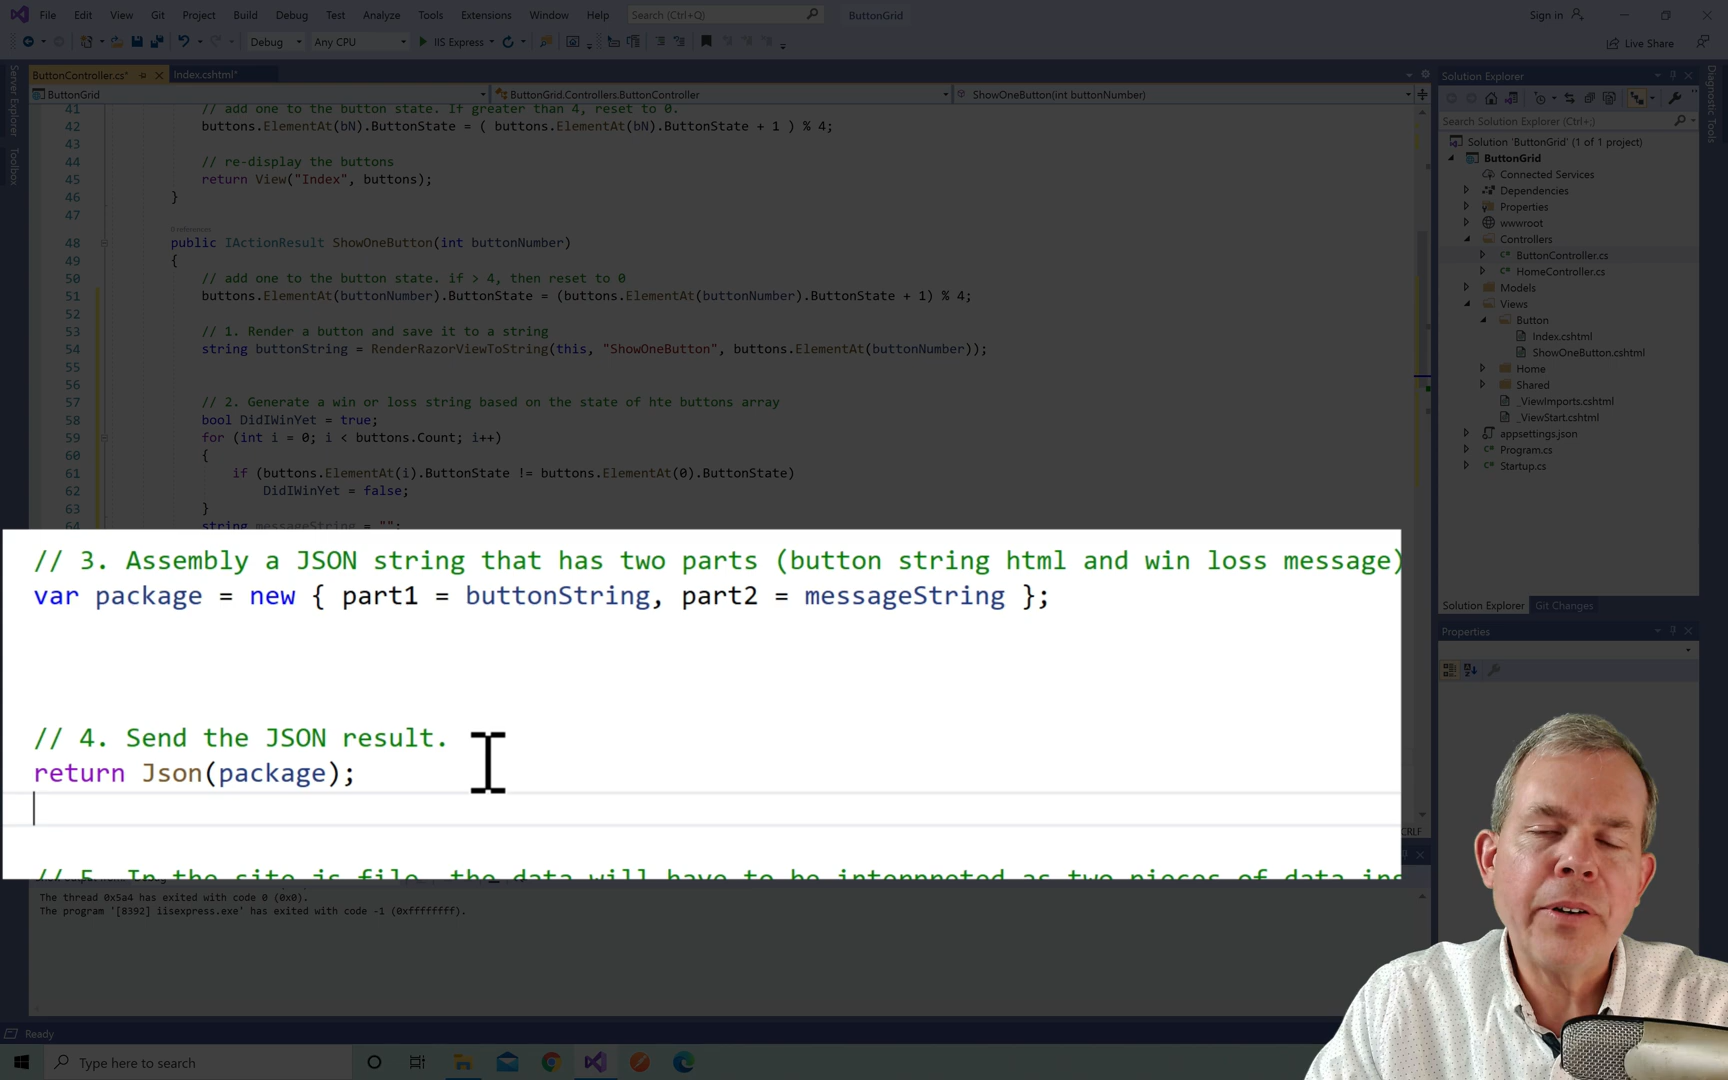 File Edit View Git Project Build Debug Test Analyze Tools Extensions Window Help Search (Ctrl+Q) ButtonGrid Sign in
Debug Any CPU IIS Express Live Share
ButtonController.cs* Index.cshtml*
ButtonGrid ButtonGrid.Controllers.ButtonController ShowOneButton(int buttonNumber)
Server Explorer
Toolbox
41 // add one to the button state. If greater than 4, reset to 0.
42 buttons.ElementAt(bN).ButtonState = ( buttons.ElementAt(bN).ButtonState + 1 ) % 4;
43
44 // re-display the buttons
45 return View("Index", buttons);
46 }
47
0 references
48 public IActionResult ShowOneButton(int buttonNumber)
49 {
50 // add one to the button state. if > 4, then reset to 0
51 buttons.ElementAt(buttonNumber).ButtonState = (buttons.ElementAt(buttonNumber).ButtonState + 1) % 4;
52
53 // 1. Render a button and save it to a string
54 string buttonString = RenderRazorViewToString(this, "ShowOneButton", buttons.ElementAt(buttonNumber));
55
56
57 // 2. Generate a win or loss string based on the state of hte buttons array
58 bool DidIWinYet = true;
59 for (int i = 0; i < buttons.Count; i++)
60 {
61 if (buttons.ElementAt(i).ButtonState != buttons.ElementAt(0).ButtonState)
62 DidIWinYet = false;
63 }
64 string messageString = "";
// 3. Assembly a JSON string that has two parts (button string html and win loss message)
var package = new { part1 = buttonString, part2 = messageString };
// 4. Send the JSON result.
return Json(package);
// 5. In the site js file, the data will have to be interpreted as two pieces of data ins
CRLF
The thread 0x5a4 has exited with code 0 (0x0).
The program '[8392] iisexpress.exe' has exited with code -1 (0xffffffff).
Solution Explorer
Search Solution Explorer (Ctrl+;)
Solution 'ButtonGrid' (1 of 1 project)
ButtonGrid
Connected Services
Dependencies
Properties
wwwroot
Controllers
ButtonController.cs
HomeController.cs
Models
Views
Button
Index.cshtml
ShowOneButton.cshtml
Home
Shared
_ViewImports.cshtml
_ViewStart.cshtml
appsettings.json
Program.cs
Startup.cs
Solution Explorer Git Changes
Properties
Diagnostic Tools
Ready
Type here to search